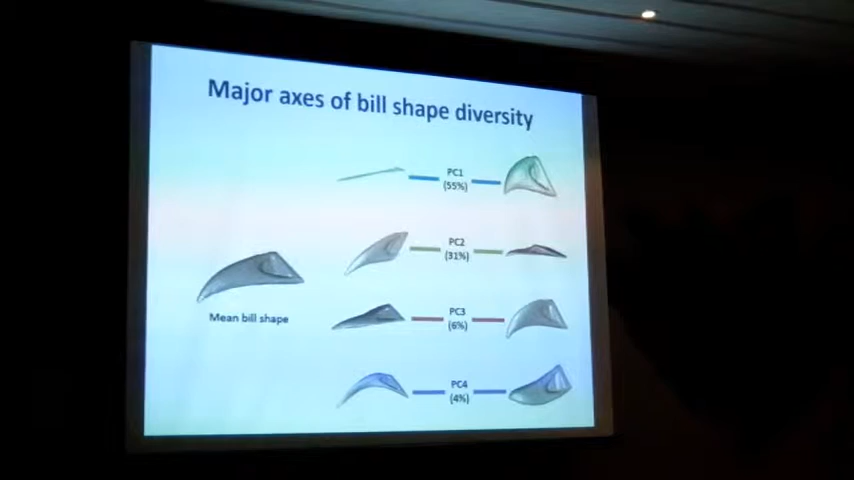 Major axes of bill shape diversity
PC1
(55%)
PC2
(31%)
Mean bill shape
PC3
(6%)
PC4
(4%)